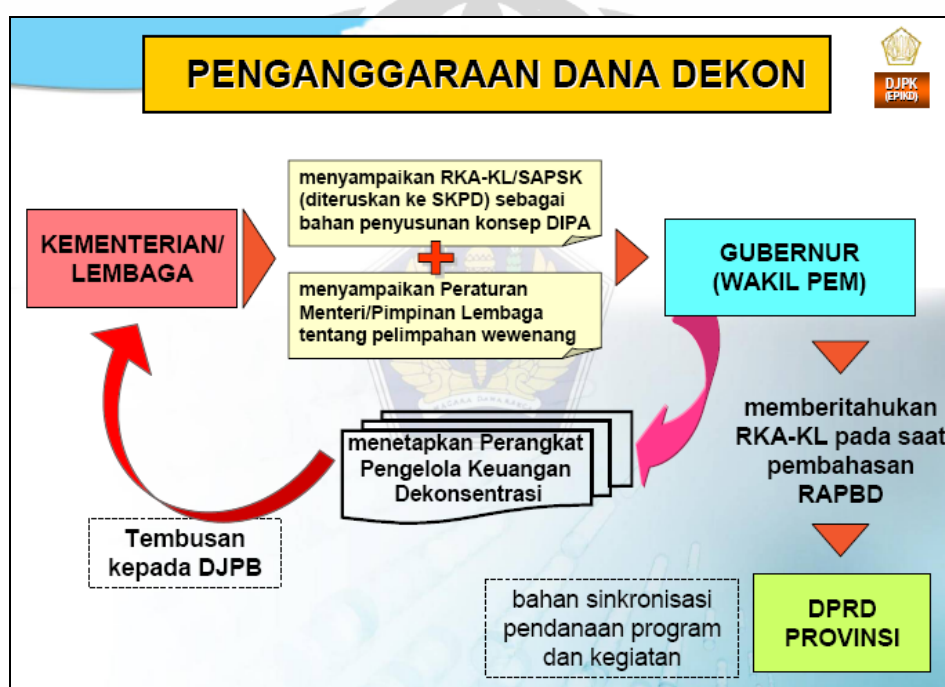 PENGANGGARAAN DANA DEKON
DJPK
(EPIKD)
KEMENTERIAN/
LEMBAGA
menyampaikan RKA-KL/SAPSK
(diteruskan ke SKPD) sebagai
bahan penyusunan konsep DIPA
menyampaikan Peraturan
Menteri/Pimpinan Lembaga
tentang pelimpahan wewenang
GUBERNUR
(WAKIL PEM)
memberitahukan
RKA-KL pada saat
pembahasan
RAPBD
menetapkan Perangkat
Pengelola Keuangan
Dekonsentrasi
Tembusan
kepada DJPB
bahan sinkronisasi
pendanaan program
dan kegiatan
DPRD
PROVINSI